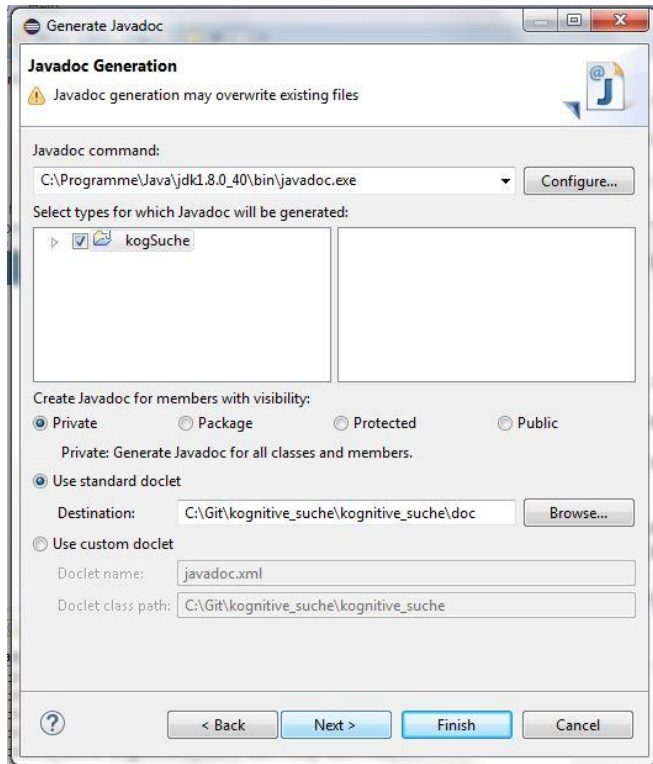 Generate Javadoc
Javadoc Generation
Javadoc generation may overwrite existing files
@
J
Javadoc command:
C:\Programme\Java\jdk1.8.0_40\bin\javadoc.exe
Configure...
Select types for which Javadoc will be generated:
kogSuche
Create Javadoc for members with visibility:
Private Package Protected Public
Private: Generate Javadoc for all classes and members.
Use standard doclet
Destination: C:\Git\kognitive_suche\kognitive_suche\doc Browse...
Use custom doclet
Doclet name: javadoc.xml
Doclet class path: C:\Git\kognitive_suche\kognitive_suche
? < Back Next > Finish Cancel